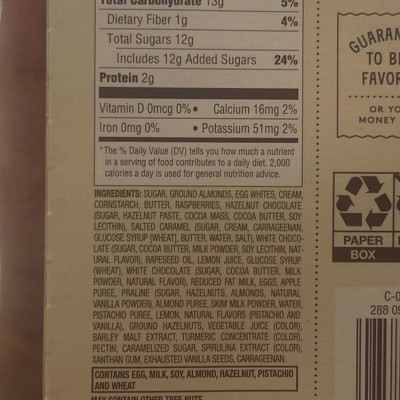 Total Carbohydrate 13g 5%
Dietary Fiber 1g 4%
Total Sugars 12g
Includes 12g Added Sugars 24%
Protein 2g
Vitamin D 0mcg 0% • Calcium 16mg 2%
Iron 0mg 0% • Potassium 51mg 2%
*The % Daily Value (DV) tells you how much a nutrient
in a serving of food contributes to a daily diet. 2,000
calories a day is used for general nutrition advice.
INGREDIENTS: SUGAR, GROUND ALMONDS, EGG WHITES, CREAM,
CORNSTARCH, BUTTER, RASPBERRIES, HAZELNUT CHOCOLATE
(SUGAR, HAZELNUT PASTE, COCOA MASS, COCOA BUTTER, SOY
LECITHIN), SALTED CARAMEL (SUGAR, CREAM, CARRAGEENAN,
GLUCOSE SYRUP [WHEAT], BUTTER, WATER, SALT), WHITE CHOCO-
LATE (SUGAR, COCOA BUTTER, MILK POWDER, SOY LECITHIN, NAT-
URAL FLAVOR), RAPESEED OIL, LEMON JUICE, GLUCOSE SYRUP
(WHEAT), WHITE CHOCOLATE (SUGAR, COCOA BUTTER, MILK
POWDER, NATURAL FLAVOR), REDUCED FAT MILK, EGGS, APPLE
PUREE, PRALINE (SUGAR, HAZELNUTS, ALMONDS, NATURAL
VANILLA POWDER), ALMOND PUREE, SKIM MILK POWDER, WATER,
PISTACHIO PUREE, LEMON, NATURAL FLAVORS (PISTACHIO AND
VANILLA), GROUND HAZELNUTS, VEGETABLE JUICE (COLOR),
BARLEY MALT EXTRACT, TURMERIC CONCENTRATE (COLOR),
PECTIN, CARAMELIZED SUGAR, SPIRULINA EXTRACT (COLOR),
XANTHAN GUM, EXHAUSTED VANILLA SEEDS, CARRAGEENAN.
CONTAINS EGG, MILK, SOY, ALMOND, HAZELNUT, PISTACHIO
AND WHEAT
MAY CONTAIN OTHER TREE NUTS
GUARAN
TO B
FAVOR
OR YO
MONEY
PAPER
BOX
C-0
288 09